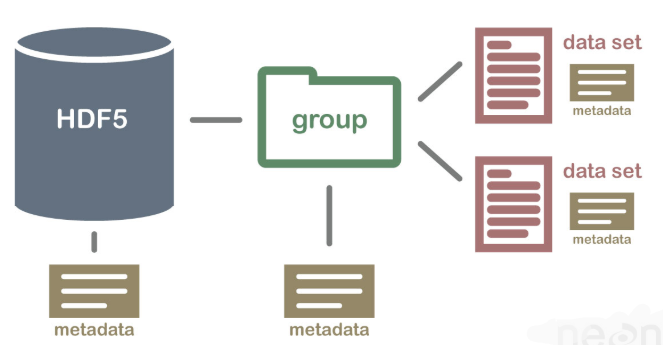 data set
HDF5
group
metadata
data set
metadata
metadata
metadata
neon